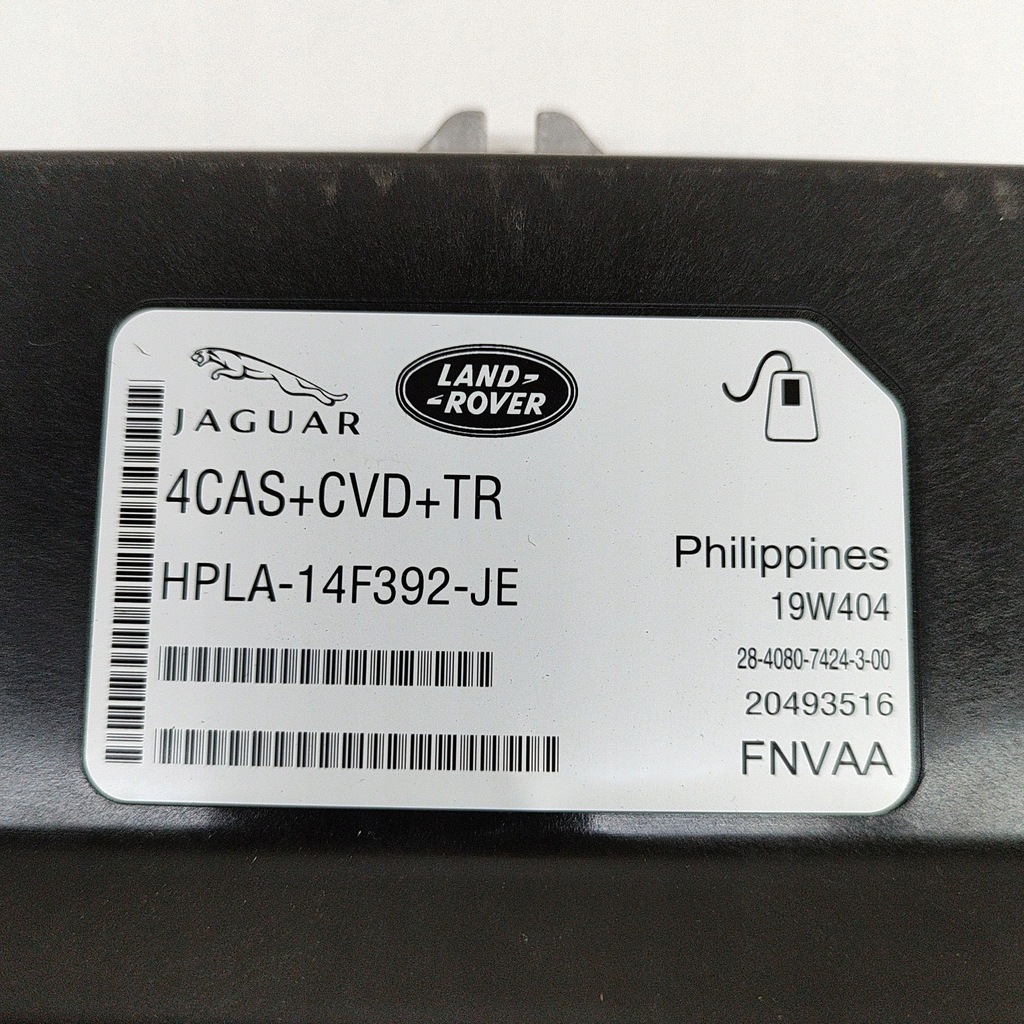 JAGUAR
LAND-
-ROVER
4CAS+CVD+TR
HPLA-14F392-JE
Philippines
19W404
28-4080-7424-3-00
20493516
FNVAA